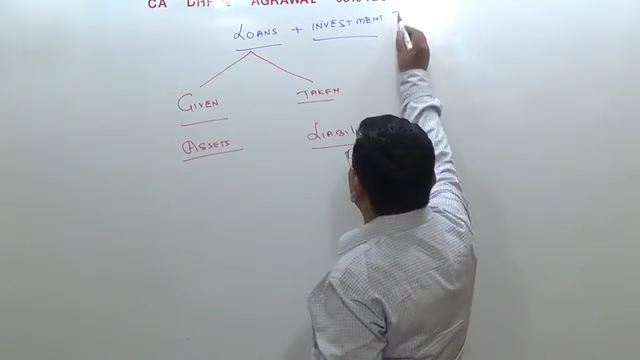 CA AGRAWAL
LOANS + INVESTMENT
GIVEN TAKEN
ASSETS